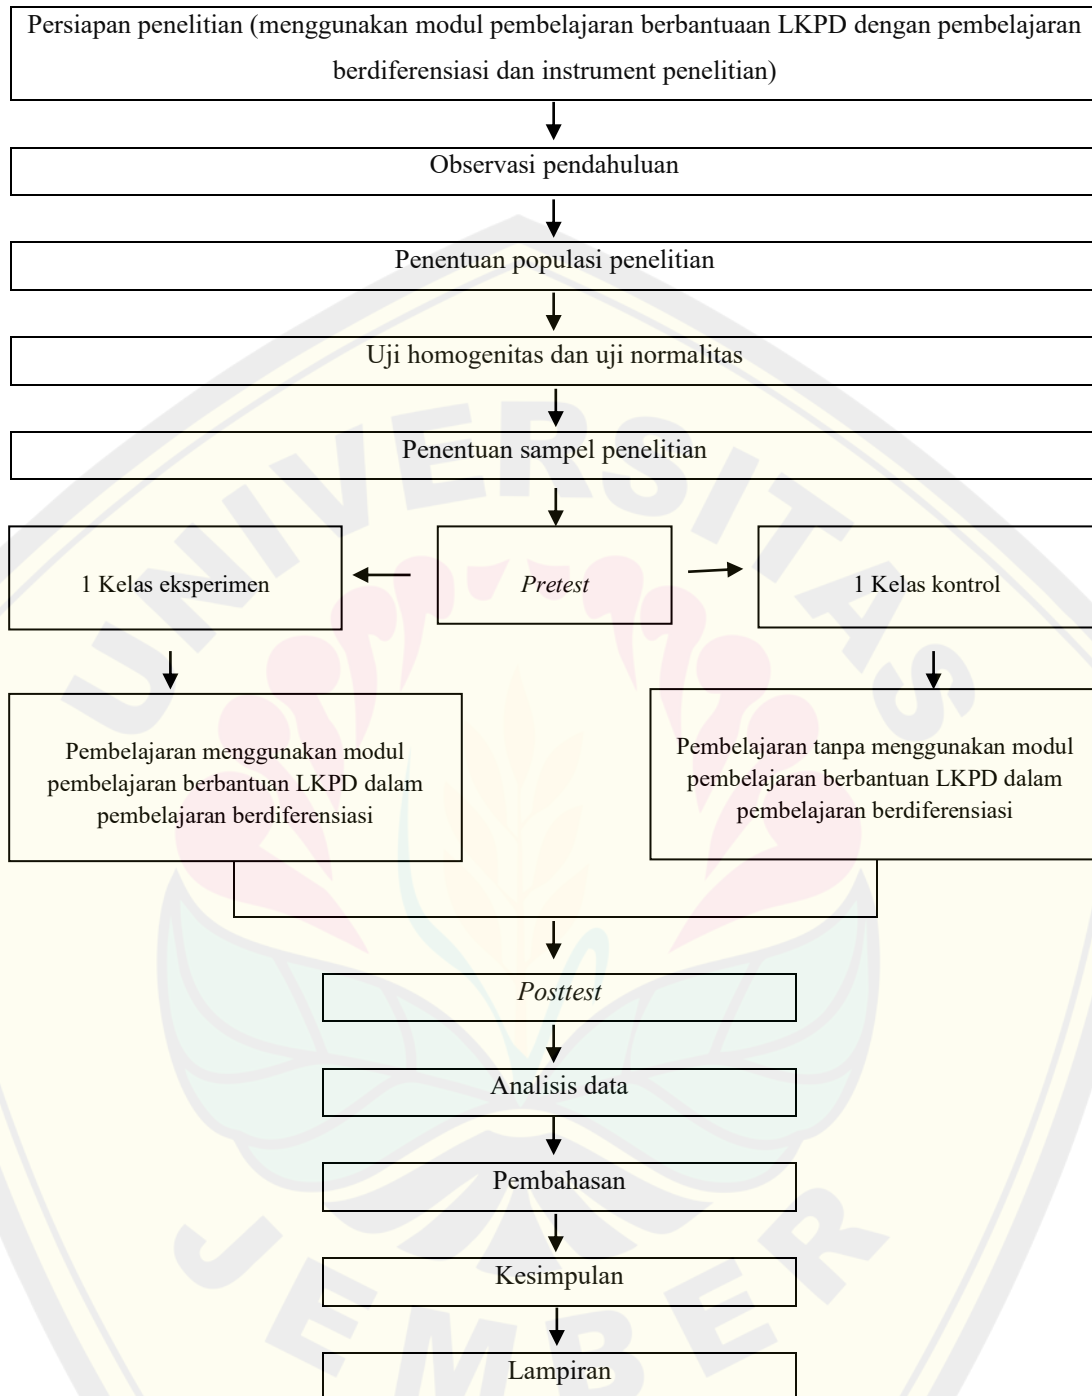 Persiapan penelitian (menggunakan modul pembelajaran berbantuaan LKPD dengan pembelajaran
berdiferensiasi dan instrument penelitian)
Observasi pendahuluan
Penentuan populasi penelitian
Uji homogenitas dan uji normalitas
Penentuan sampel penelitian
1 Kelas eksperimen
Pretest
1 Kelas kontrol
Pembelajaran menggunakan modul
pembelajaran berbantuan LKPD dalam
pembelajaran berdiferensiasi
Pembelajaran tanpa menggunakan modul
pembelajaran berbantuan LKPD dalam
pembelajaran berdiferensiasi
Posttest
Analisis data
Pembahasan
Kesimpulan
Lampiran
UNIVERSITAS
JEMBER